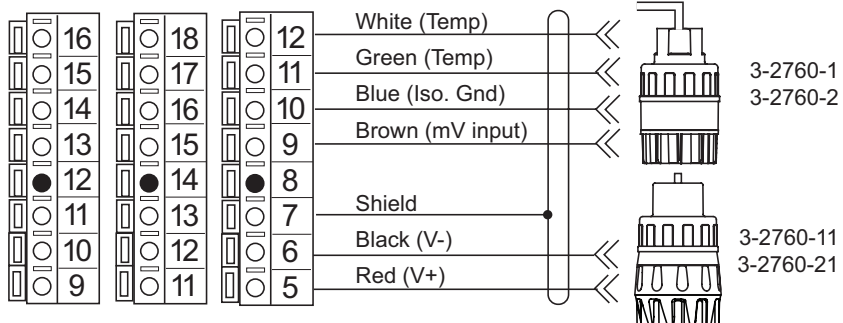 16 18 12 White (Temp)
15 17 11 Green (Temp) 3-2760-1
14 16 10 Blue (Iso. Gnd) 3-2760-2
13 15 9 Brown (mV input)
12 14 8
11 13 7 Shield
10 12 6 Black (V-) 3-2760-11
9 11 5 Red (V+) 3-2760-21